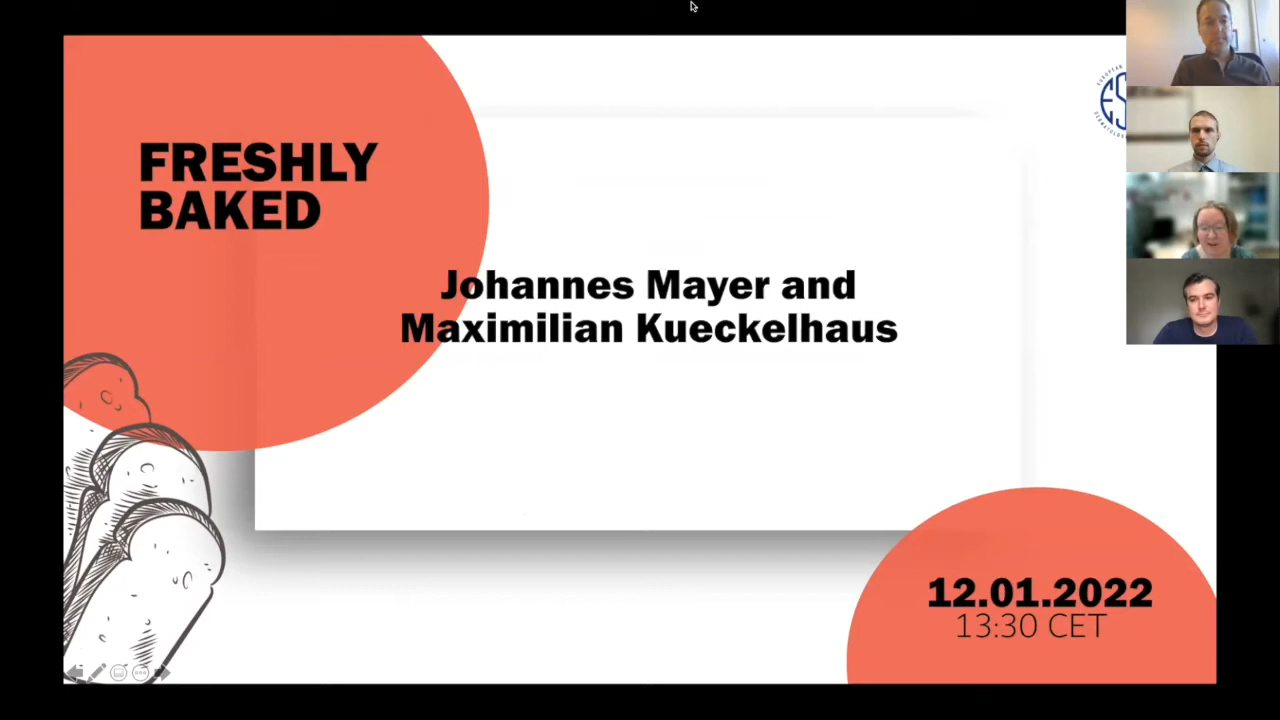 FRESHLY
BAKED
Johannes Mayer and
Maximilian Kueckelhaus
12.01.2022
13:30 CET